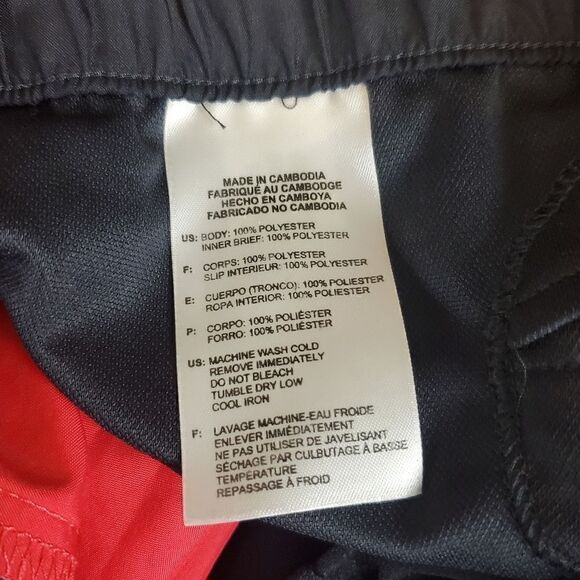 MADE IN CAMBODIA
FABRIQUÉ AU CAMBODGE
HECHO EN CAMBOYA
FABRICADO NO CAMBODIA
US: BODY: 100% POLYESTER
INNER BRIEF: 100% POLYESTER
F: CORPS: 100% POLYESTER
SLIP INTERIEUR: 100% POLYESTER
E: CUERPO (TRONCO): 100% POLIÉSTER
ROPA INTERIOR: 100% POLIÉSTER
P: CORPO: 100% POLIÉSTER
FORRO: 100% POLIÉSTER
US: MACHINE WASH COLD
REMOVE IMMEDIATELY
DO NOT BLEACH
TUMBLE DRY LOW
COOL IRON
F: LAVAGE MACHINE-EAU FROIDE
ENLEVER IMMÉDIATEMENT
NE PAS UTILISER DE JAVELISANT
SÉCHAGE PAR CULBUTAGE À BASSE
TEMPÉRATURE
REPASSAGE À FROID